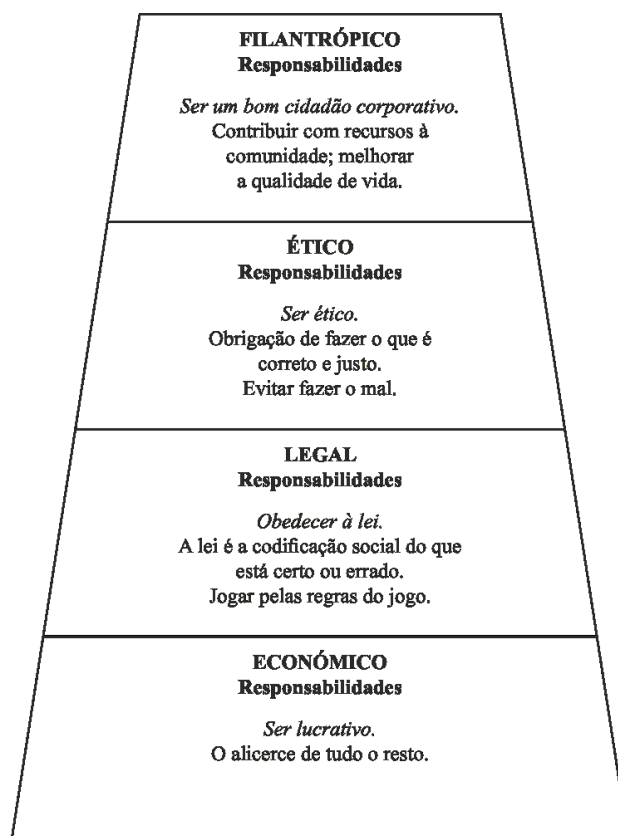 FILANTRÓPICO
Responsabilidades
Ser um bom cidadão corporativo.
Contribuir com recursos à
comunidade; melhorar
a qualidade de vida.
ÉTICO
Responsabilidades
Ser ético.
Obrigação de fazer o que é
correto e justo.
Evitar fazer o mal.
LEGAL
Responsabilidades
Obedecer à lei.
A lei é a codificação social do que
está certo ou errado.
Jogar pelas regras do jogo.
ECONÓMICO
Responsabilidades
Ser lucrativo.
O alicerce de tudo o resto.